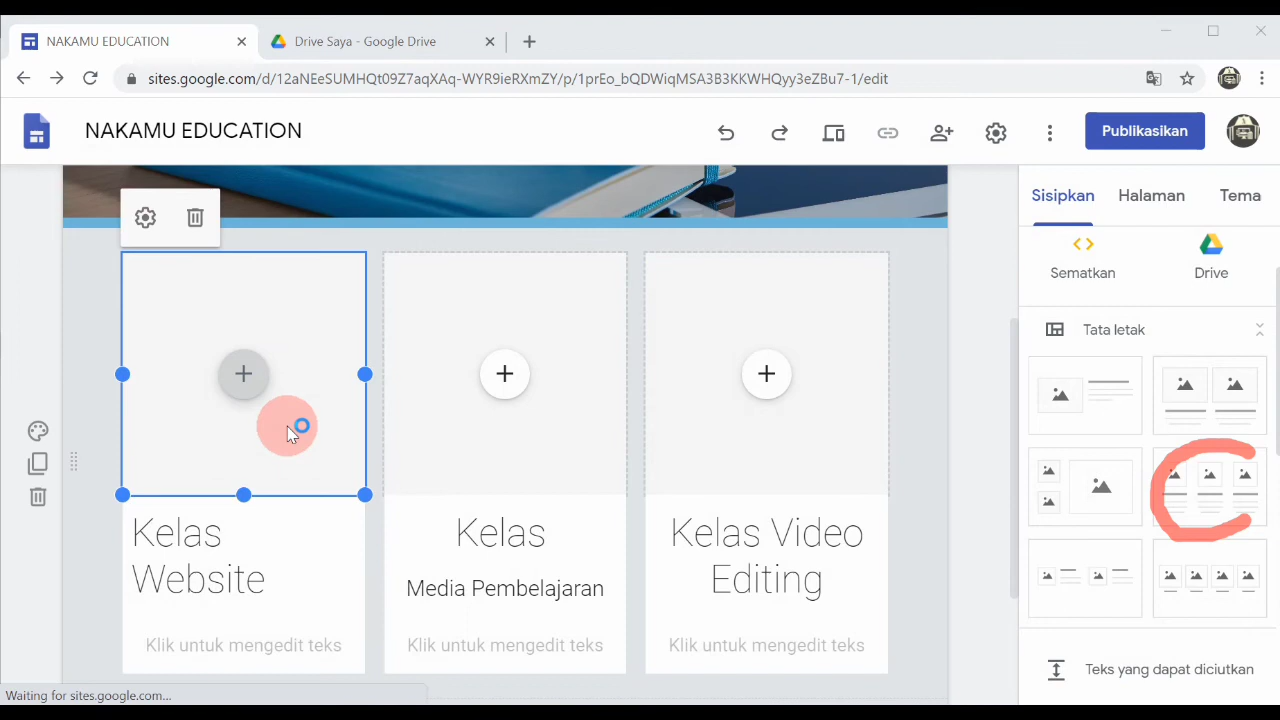 NAKAMU EDUCATION
Drive Saya - Google Drive
sites.google.com/d/12aNEeSUMHQt09Z7aqXAq-WYR9ieRXmZY/p/1prEo_bQDWiqMSA3B3KKWHQyy3eZBu7-1/edit
NAKAMU EDUCATION
Publikasikan
Sisipkan
Halaman
Tema
Sematkan
Drive
Tata letak
Kelas
Website
Klik untuk mengedit teks
Kelas
Media Pembelajaran
Klik untuk mengedit teks
Kelas Video
Editing
Klik untuk mengedit teks
Teks yang dapat diciutkan
Waiting for sites.google.com...